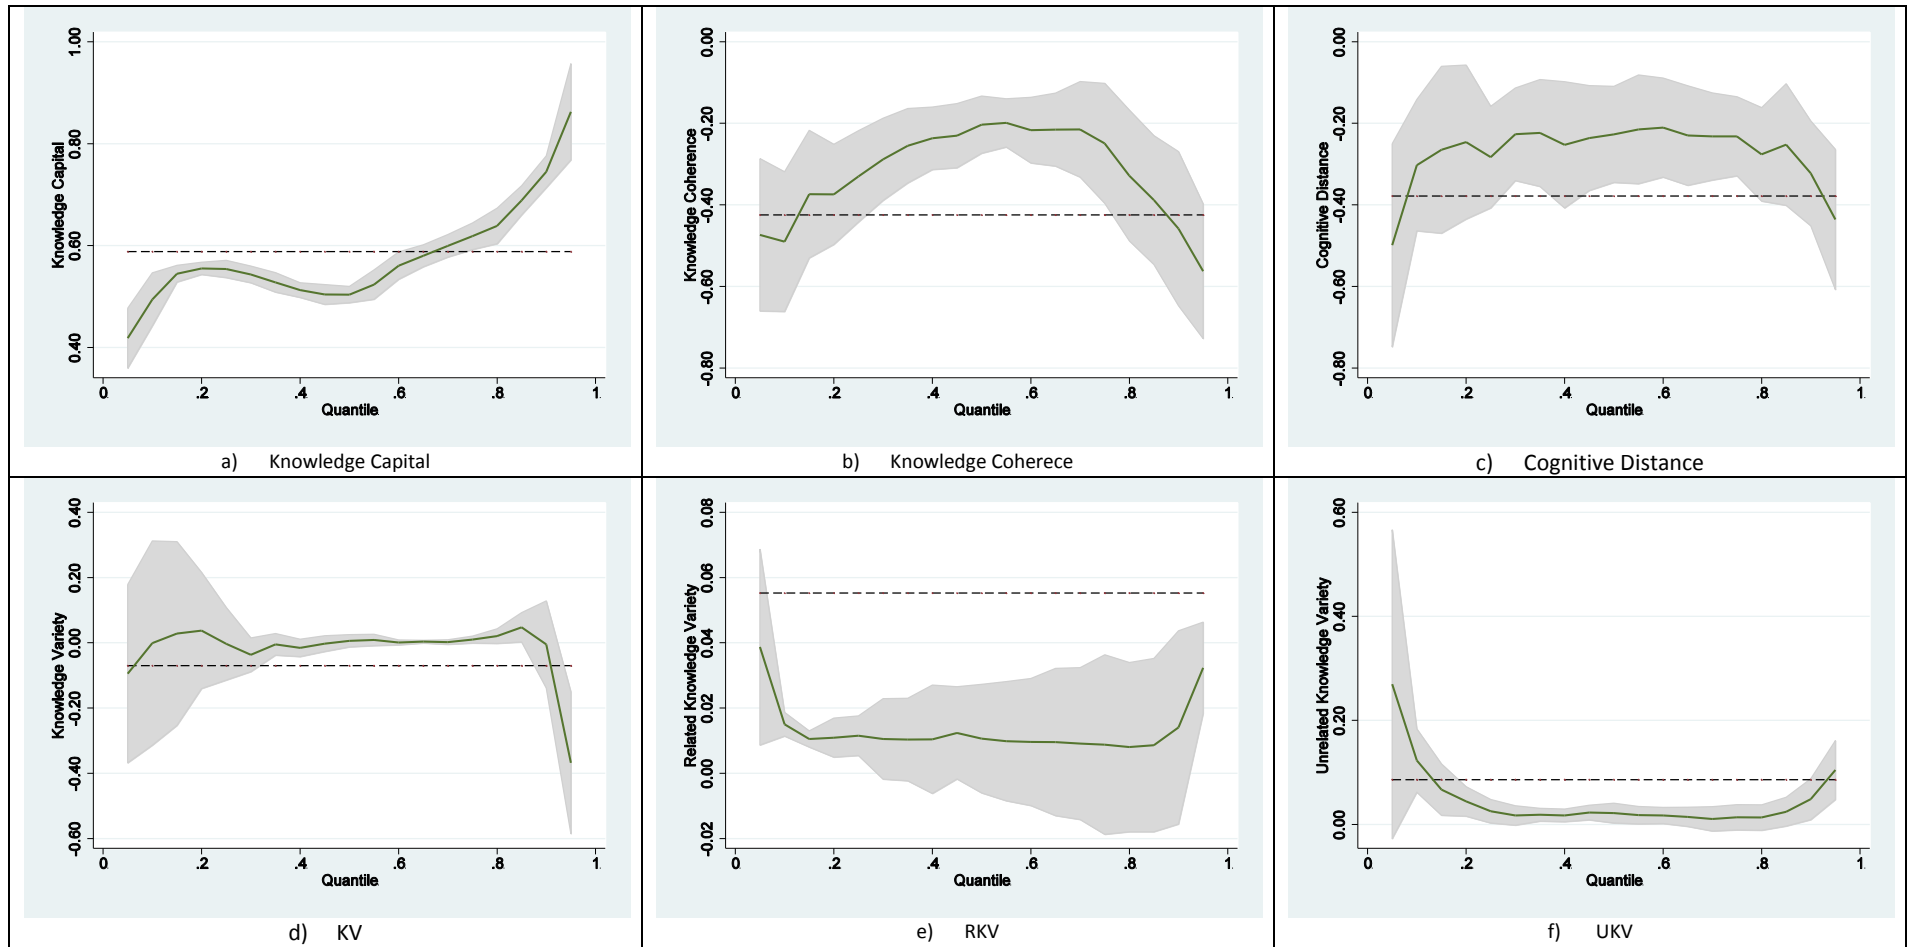 Knowledge Capital
1.00
0.80
0.60
0.40
0 .2 .4 .6 .8 1
Quantile
a) Knowledge Capital
Knowledge Coherence
0.00
-0.20
-0.40
-0.60
-0.80
0 .2 .4 .6 .8 1
Quantile
b) Knowledge Coherece
Cognitive Distance
0.00
-0.20
-0.40
-0.60
-0.80
0 .2 .4 .6 .8 1
Quantile
c) Cognitive Distance
Knowledge Variety
0.40
0.20
0.00
-0.20
-0.40
-0.60
0 .2 .4 .6 .8 1
Quantile
d) KV
Related Knowledge Variety
0.08
0.06
0.04
0.02
0.00
-0.02
0 .2 .4 .6 .8 1
Quantile
e) RKV
Unrelated Knowledge Variety
0.60
0.40
0.20
0.00
0 .2 .4 .6 .8 1
Quantile
f) UKV